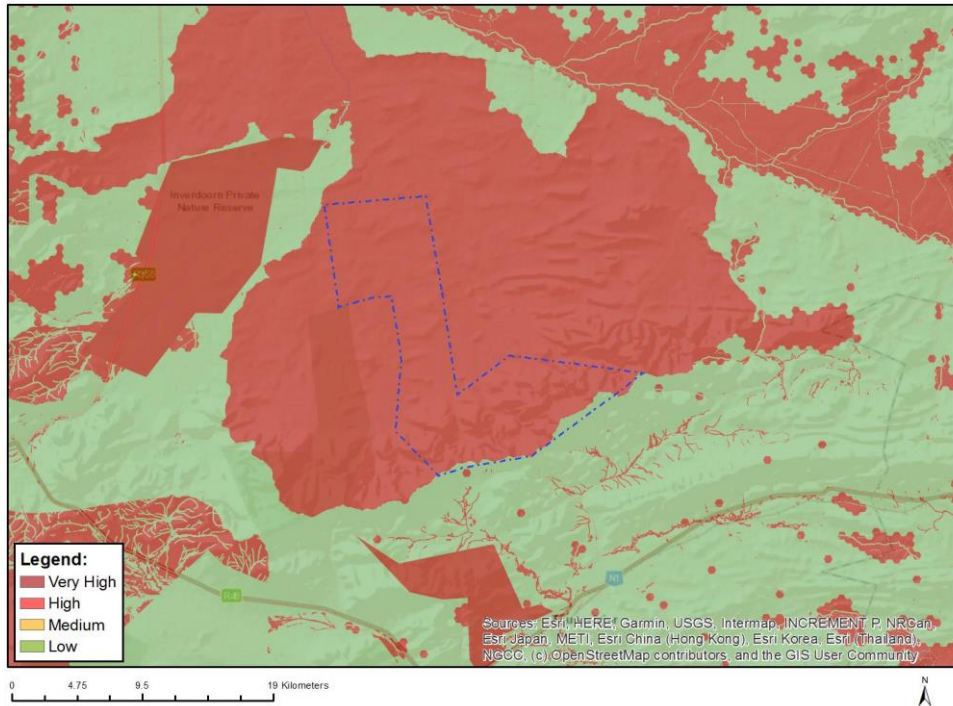 Inverdoorn Private
Nature Reserve
R46
N1
Legend:
Very High
High
Medium
Low
Sources: Esri, HERE, Garmin, USGS, Intermap, INCREMENT P, NRCan,
Esri Japan, METI, Esri China (Hong Kong), Esri Korea, Esri (Thailand),
NGCC, (c) OpenStreetMap contributors, and the GIS User Community
0 4.75 9.5 19 Kilometers
N